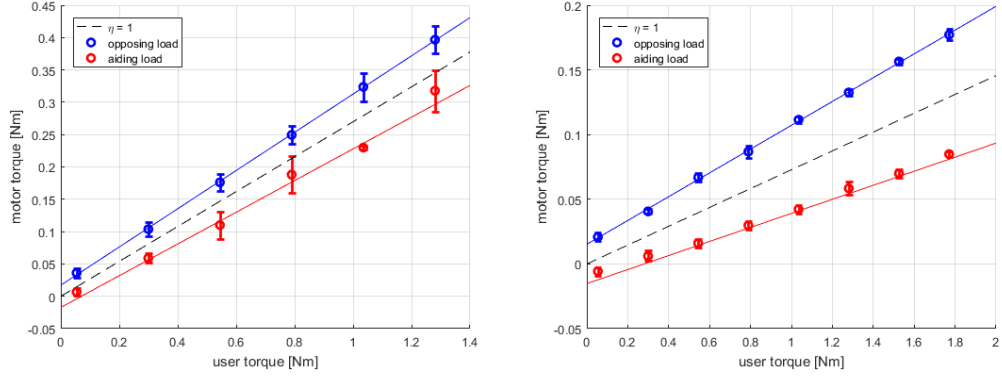 0.45
0.4
0.35
0.3
0.25
0.2
0.15
0.1
0.05
0
-0.05
motor torque [Nm]
η = 1
opposing load
aiding load
0 0.2 0.4 0.6 0.8 1 1.2 1.4
user torque [Nm]
0.2
0.15
0.1
0.05
0
-0.05
motor torque [Nm]
η = 1
opposing load
aiding load
0 0.2 0.4 0.6 0.8 1 1.2 1.4 1.6 1.8 2
user torque [Nm]